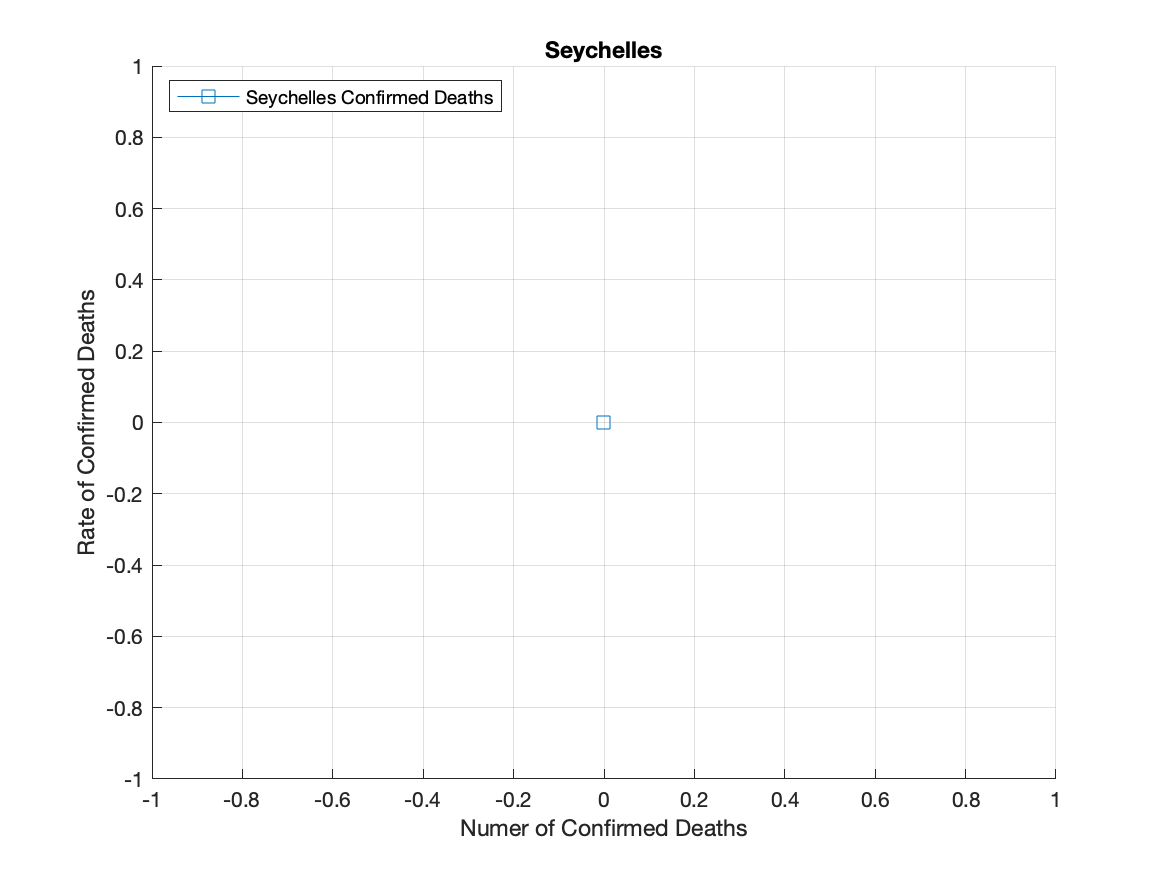 Seychelles
Seychelles Confirmed Deaths
1
0.8
0.6
0.4
0.2
0
-0.2
-0.4
-0.6
-0.8
-1
Rate of Confirmed Deaths
-1 -0.8 -0.6 -0.4 -0.2 0 0.2 0.4 0.6 0.8 1
Numer of Confirmed Deaths